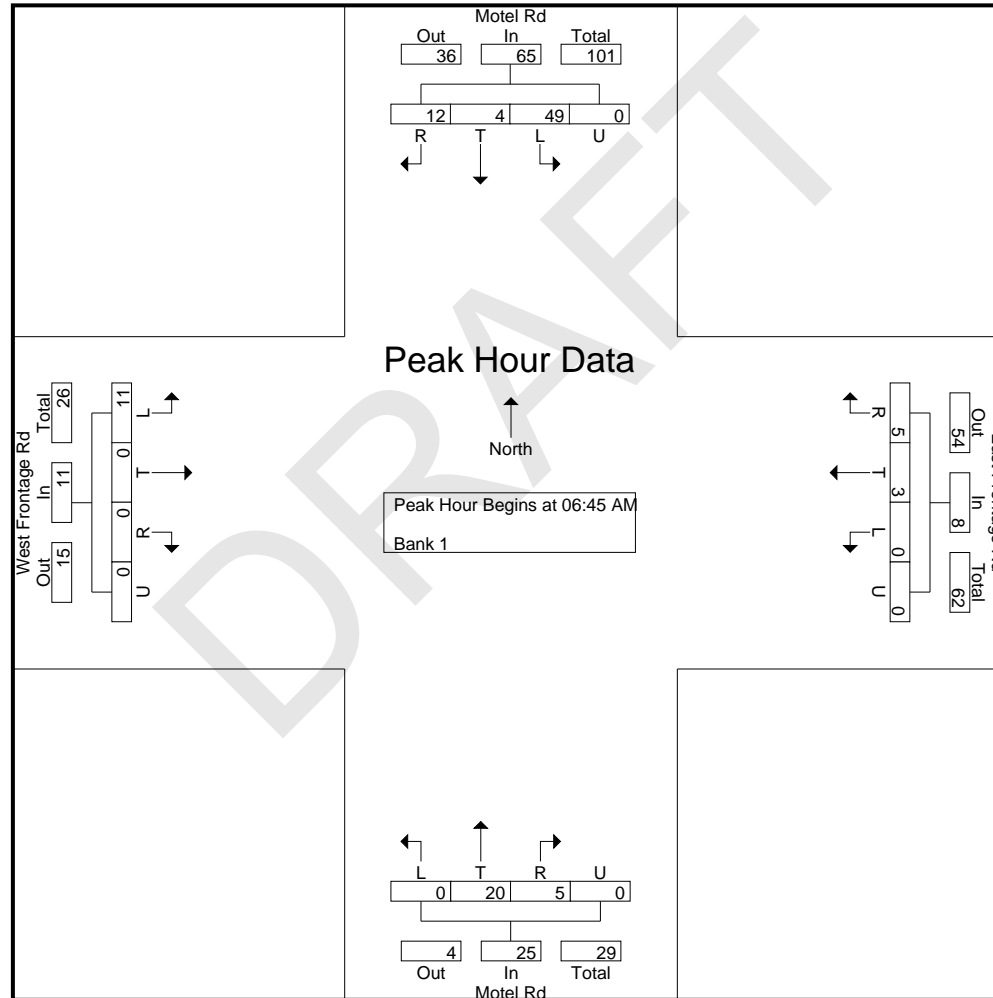 Motel Rd
Out In Total
36 65 101
12 4 49 0
R T L U
DRAFT
Peak Hour Data
North
Peak Hour Begins at 06:45 AM
Bank 1
West Frontage Rd
Total In Out
26 11 15
11 0 0 0
L T R U
R T L U
5 3 0 0
Out In Total
54 8 62
L T R U
0 20 5 0
4 25 29
Out In Total
Motel Rd